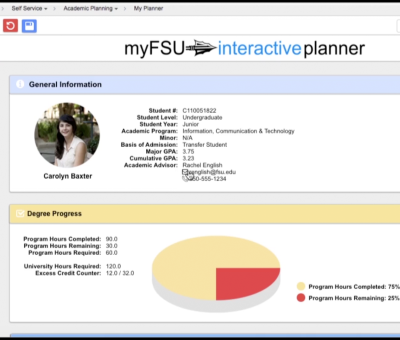 Self Service Academic Planning My Planner
myFSU interactive planner
General Information
Student #: C110051822
Student Level: Undergraduate
Student Year: Junior
Academic Program: Information, Communication & Technology
Minor: N/A
Basis of Admission: Transfer Student
Major GPA: 3.75
Cumulative GPA: 3.23
Academic Advisor: Rachel English
english@fsu.edu
-555-1234
Carolyn Baxter
Degree Progress
Program Hours Completed: 90.0
Program Hours Remaining: 30.0
Program Hours Required: 60.0
University Hours Required: 120.0
Excess Credit Counter: 12.0 / 32.0
Program Hours Completed: 75%
Program Hours Remaining: 25%